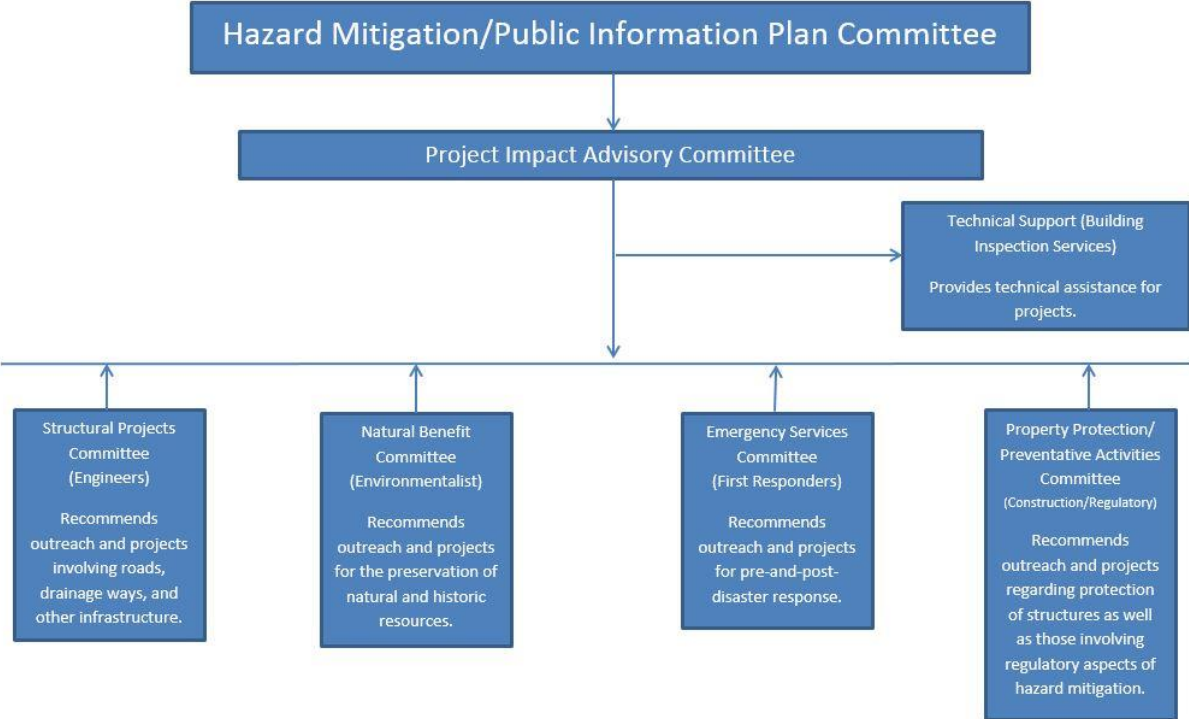 Hazard Mitigation/Public Information Plan Committee
Project Impact Advisory Committee
Technical Support (Building
Inspection Services)
Provides technical assistance for
projects.
Structural Projects
Committee
(Engineers)
Recommends
outreach and projects
involving roads,
drainage ways, and
other infrastructure.
Natural Benefit
Committee
(Environmentalist)
Recommends
outreach and projects
for the preservation of
natural and historic
resources.
Emergency Services
Committee
(First Responders)
Recommends
outreach and projects
for pre-and-post-
disaster response.
Property Protection/
Preventative Activities
Committee
(Construction/Regulatory)
Recommends
outreach and projects
regarding protection
of structures as well
as those involving
regulatory aspects of
hazard mitigation.